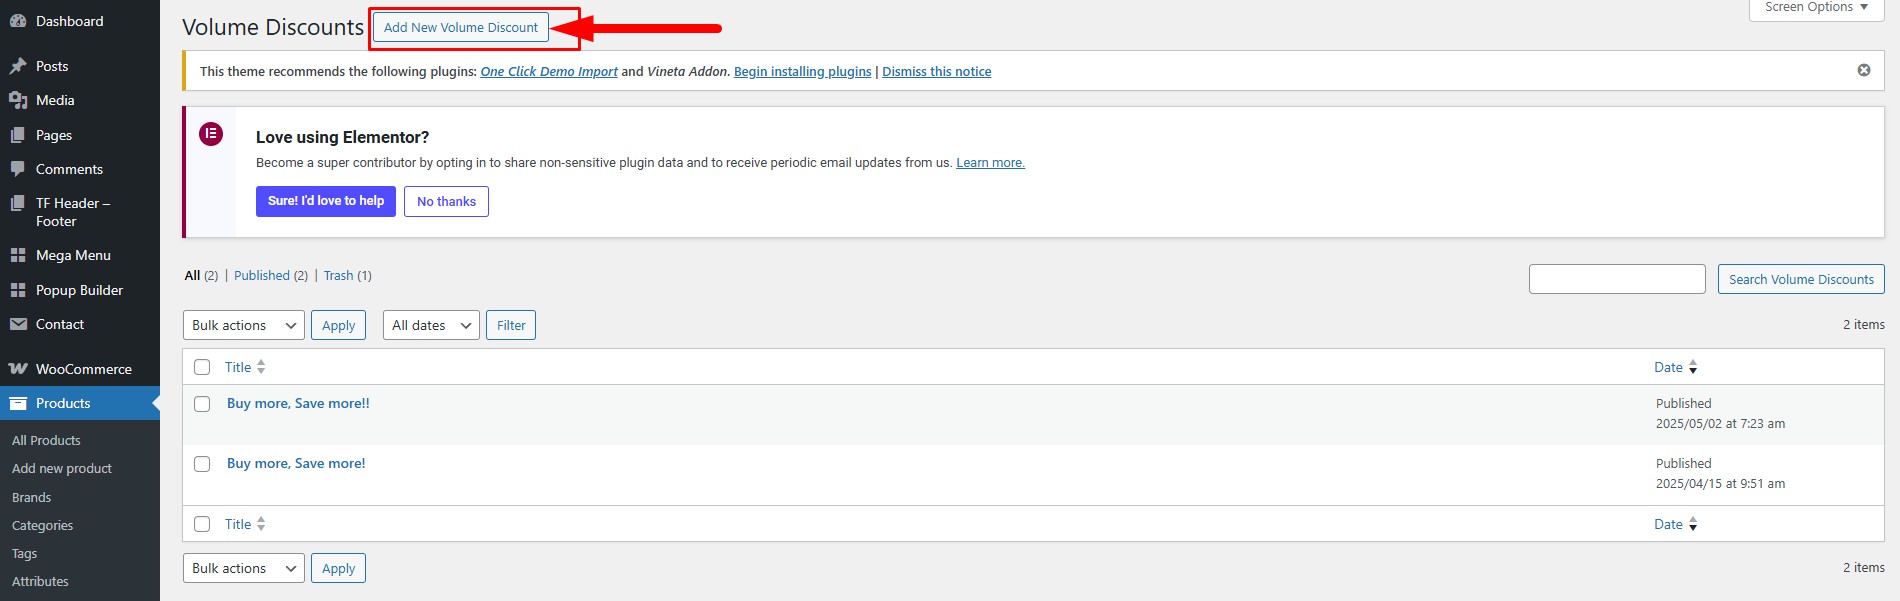 Dashboard
Posts
Media
Pages
Comments
TF Header –
Footer
Mega Menu
Popup Builder
Contact
WooCommerce
Products
All Products
Add new product
Brands
Categories
Tags
Attributes
Screen Options
Volume Discounts Add New Volume Discount
This theme recommends the following plugins: One Click Demo Import and Vineta Addon. Begin installing plugins | Dismiss this notice
Love using Elementor?
Become a super contributor by opting in to share non-sensitive plugin data and to receive periodic email updates from us. Learn more.
Sure! I'd love to help No thanks
All (2) | Published (2) | Trash (1)
Search Volume Discounts
Bulk actions Apply All dates Filter
2 items
Title Date
Buy more, Save more!! Published
2025/05/02 at 7:23 am
Buy more, Save more! Published
2025/04/15 at 9:51 am
Title Date
Bulk actions Apply
2 items